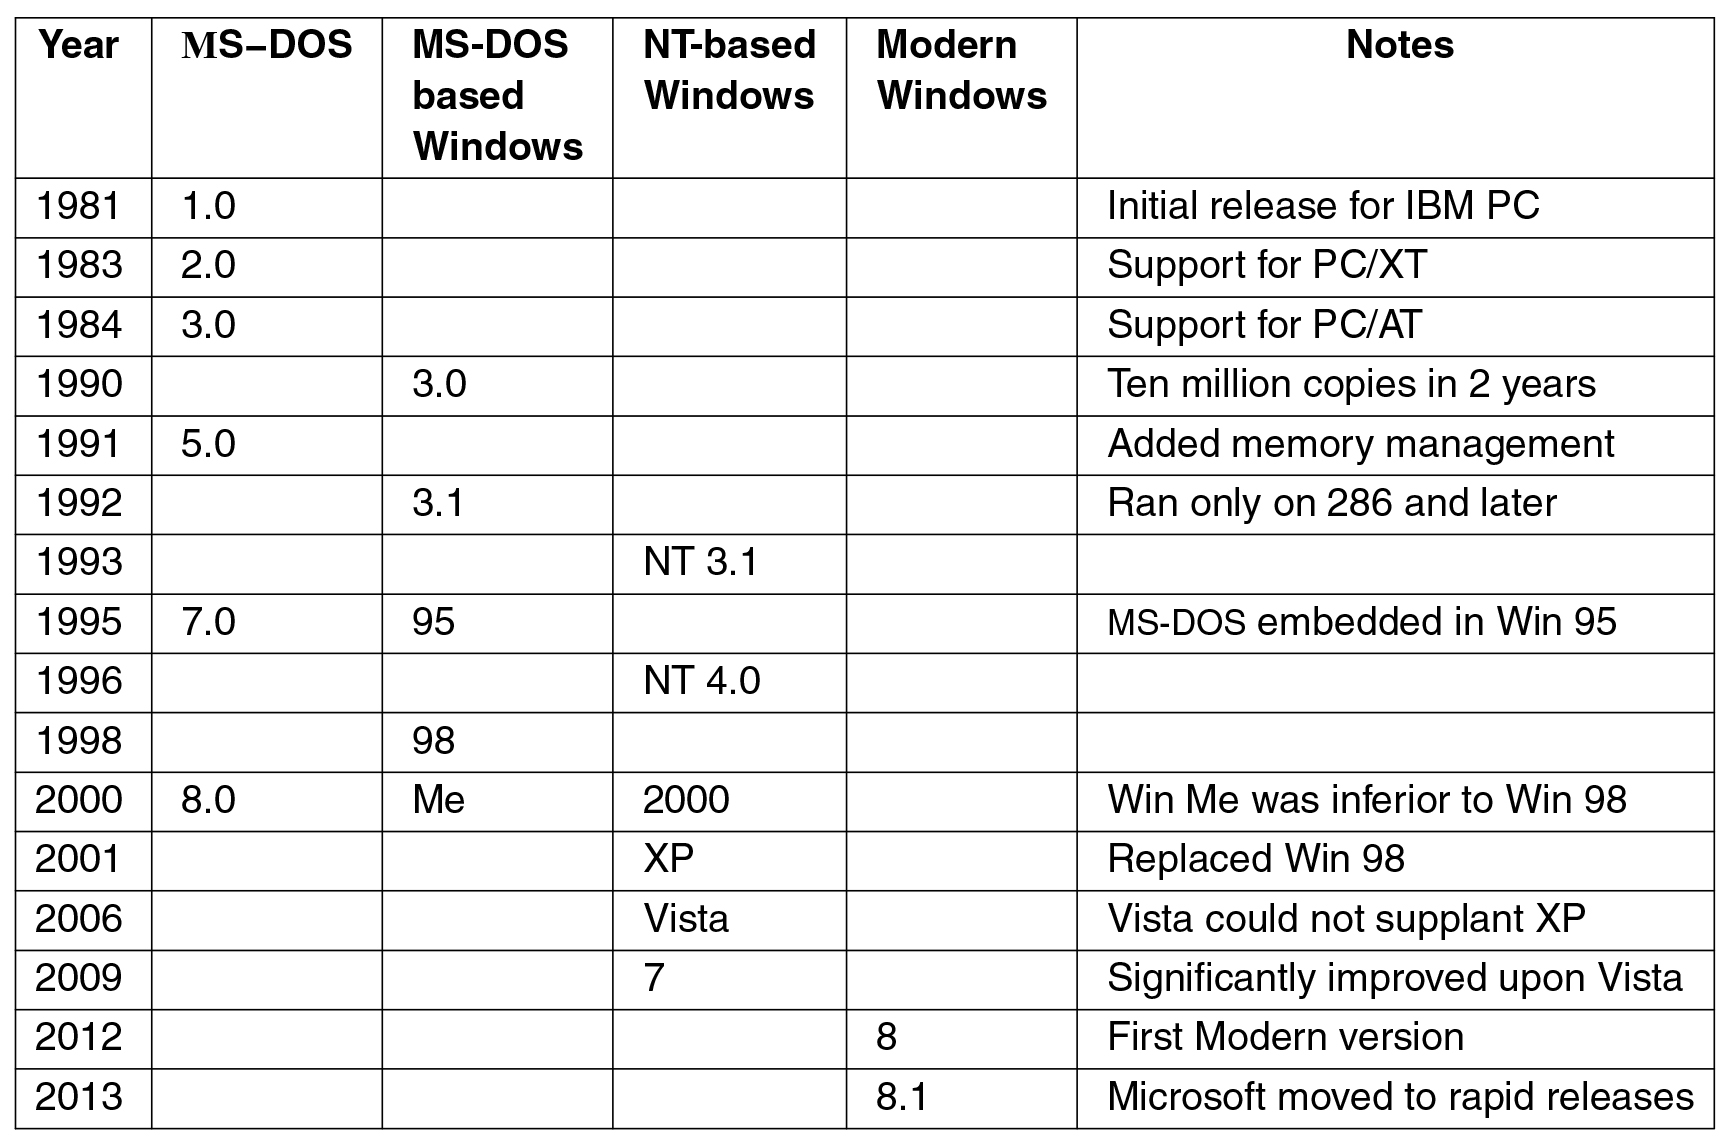 Year MS–DOS MS-DOS based Windows NT-based Windows Modern Windows Notes
1981 1.0 Initial release for IBM PC
1983 2.0 Support for PC/XT
1984 3.0 Support for PC/AT
1990 3.0 Ten million copies in 2 years
1991 5.0 Added memory management
1992 3.1 Ran only on 286 and later
1993 NT 3.1
1995 7.0 95 MS-DOS embedded in Win 95
1996 NT 4.0
1998 98
2000 8.0 Me 2000 Win Me was inferior to Win 98
2001 XP Replaced Win 98
2006 Vista Vista could not supplant XP
2009 7 Significantly improved upon Vista
2012 8 First Modern version
2013 8.1 Microsoft moved to rapid releases